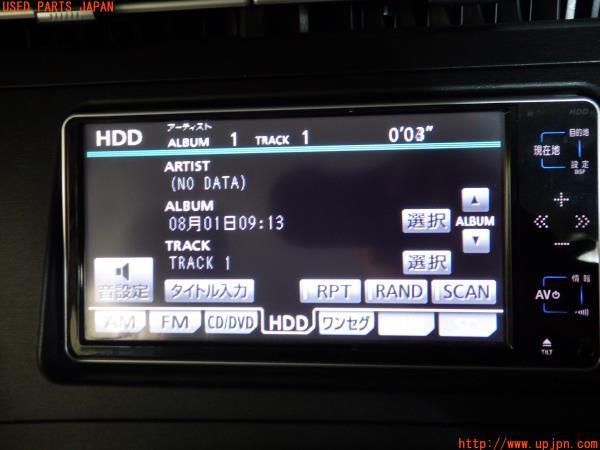 USED PARTS JAPAN
HDD
HDD アーティスト ALBUM 1 TRACK 1 0'03"
目的地
現在地
設定
DISP
ARTIST
(NO DATA)
ALBUM
08月01日09:13 選択 ALBUM
TRACK
TRACK 1 選択
情報
音設定 タイトル入力 RPT RAND SCAN
AV
AM FM CD/DVD HDD ワンセグ
TILT
http://www.upjpn.com